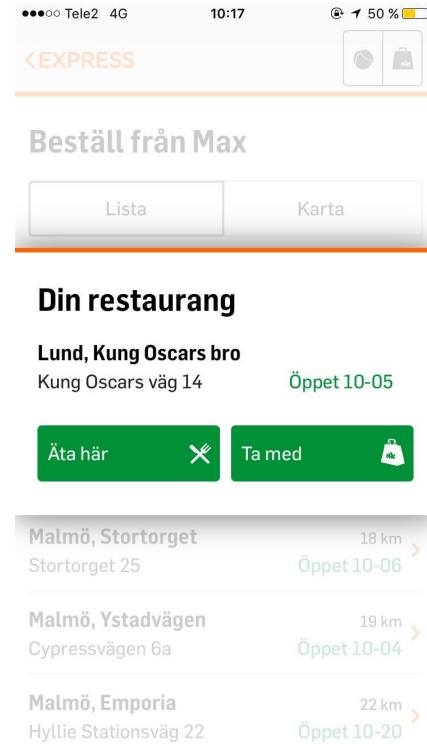 Tele2 4G 10:17 50 %
EXPRESS
Beställ från Max
Lista Karta
Din restaurang
Lund, Kung Oscars bro
Kung Oscars väg 14 Öppet 10-05
Äta här Ta med
Malmö, Stortorget 18 km
Stortorget 25 Öppet 10-06
Malmö, Ystadvägen 19 km
Cypressvägen 6a Öppet 10-04
Malmö, Emporia 22 km
Hyllie Stationsväg 22 Öppet 10-20